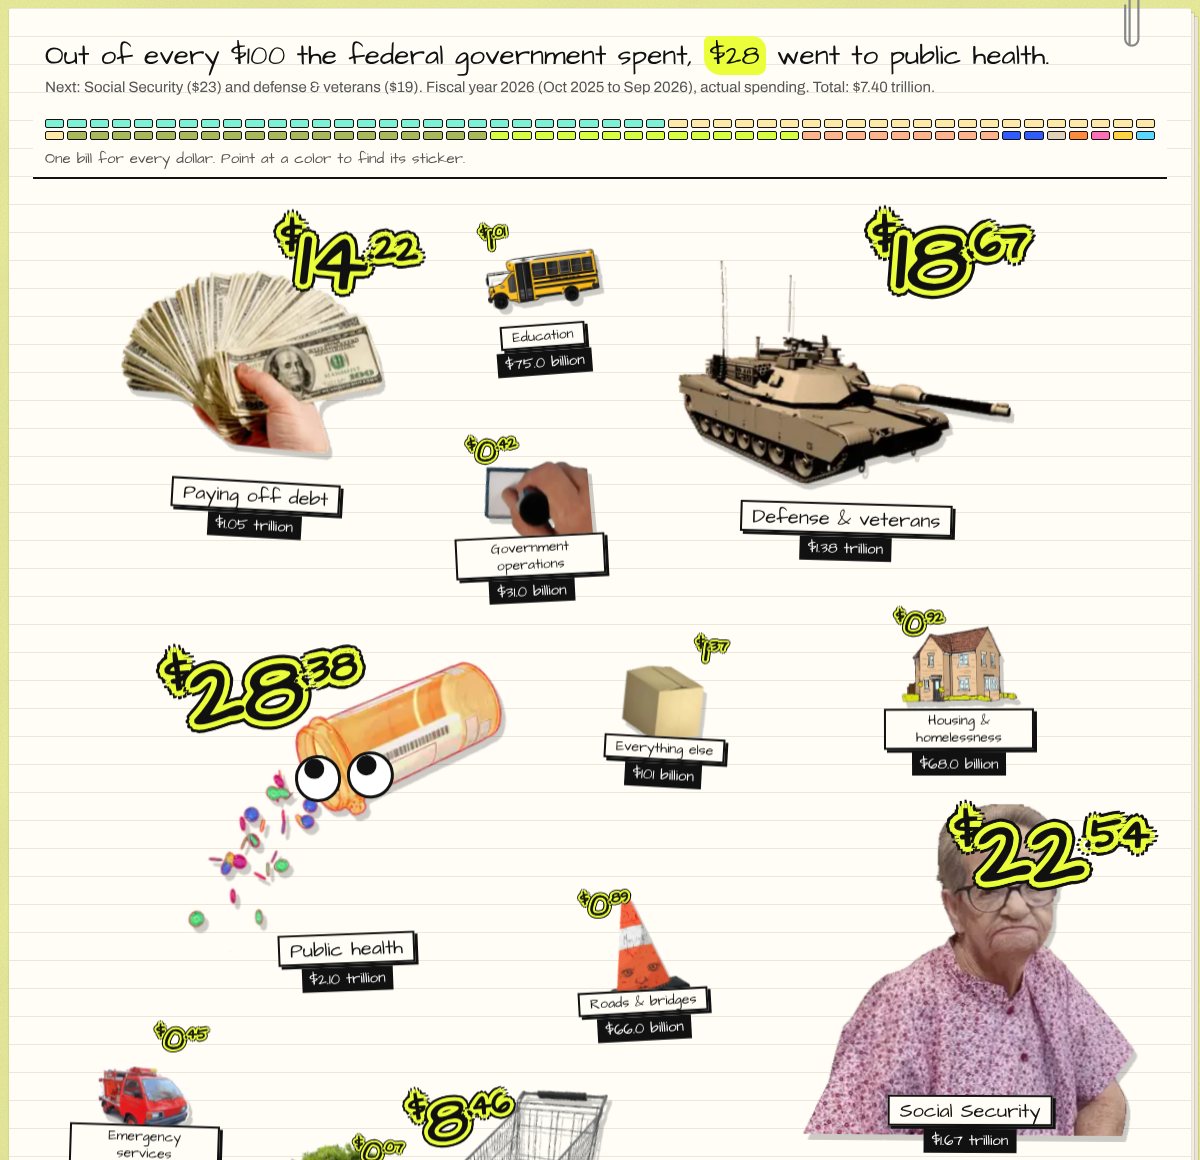 Out of every $100 the federal government spent, $28 went to public health.
Next: Social Security ($23) and defense & veterans ($19). Fiscal year 2026 (Oct 2025 to Sep 2026), actual spending. Total: $7.40 trillion.
One bill for every dollar. Point at a color to find its sticker.
$14.22
Paying off debt
$1.05 trillion
$1.01
Education
$75.0 billion
$18.67
Defense & veterans
$1.38 trillion
$0.42
Government
operations
$31.0 billion
$28.38
Public health
$2.10 trillion
$1.37
Everything else
$101 billion
$0.92
Housing &
homelessness
$68.0 billion
$0.89
Roads & bridges
$66.0 billion
$22.54
Social Security
$1.67 trillion
$0.45
Emergency
services
$0.07
$8.46